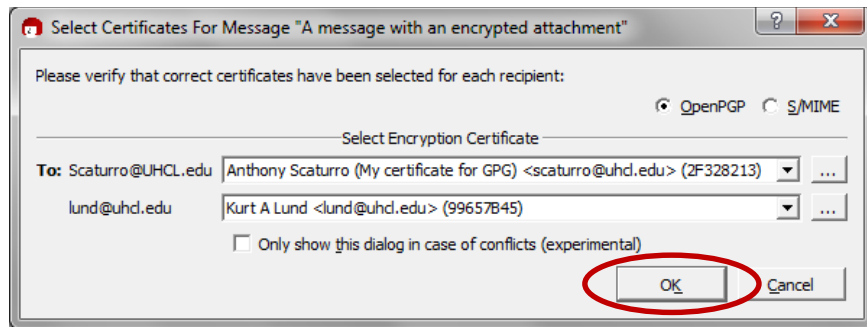 Select Certificates For Message "A message with an encrypted attachment"
Please verify that correct certificates have been selected for each recipient:
OpenPGP S/MIME
Select Encryption Certificate
To: Scaturro@UHCL.edu Anthony Scaturro (My certificate for GPG) <scaturro@uhcl.edu> (2F328213) ...
lund@uhcl.edu Kurt A Lund <lund@uhcl.edu> (99657B45) ...
Only show this dialog in case of conflicts (experimental)
OK Cancel